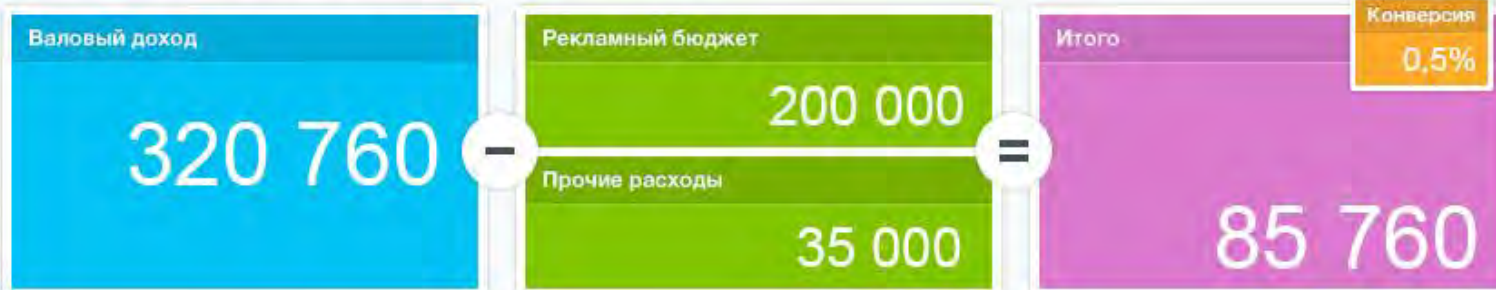 Валовый доход
320 760
−
Рекламный бюджет
200 000
Прочие расходы
35 000
=
Итого
Конверсия
0,5%
85 760